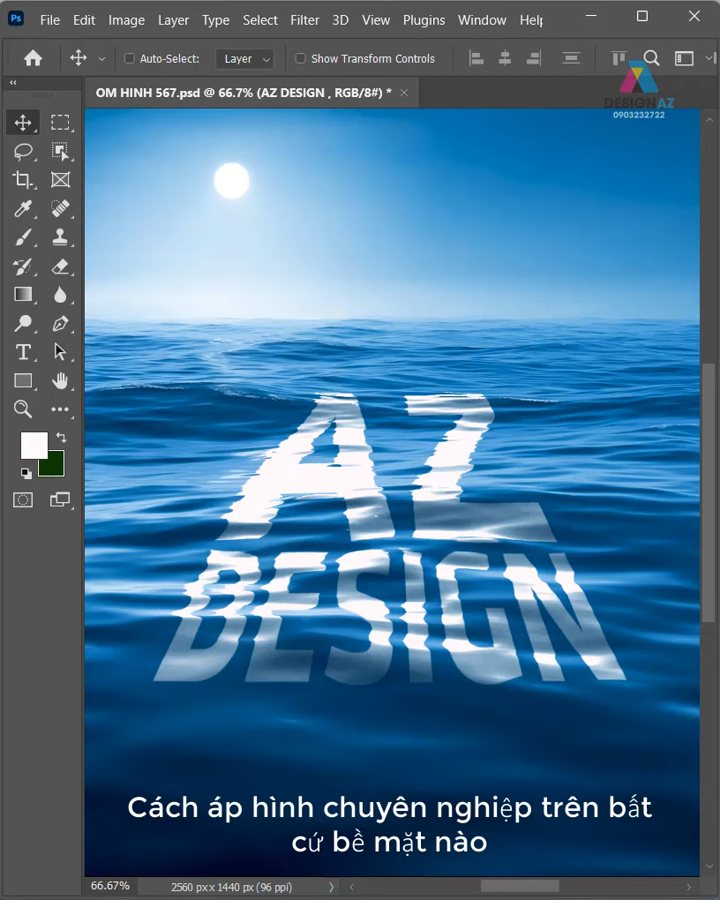 Ps File Edit Image Layer Type Select Filter 3D View Plugins Window Help
Auto-Select: Layer Show Transform Controls
OM HINH 567.psd @ 66.7% (AZ DESIGN , RGB/8#) *
DESIGN AZ
0903232722
AZ
DESIGN
Cách áp hình chuyên nghiệp trên bất
cứ bề mặt nào
66.67% 2560 px x 1440 px (96 ppi)